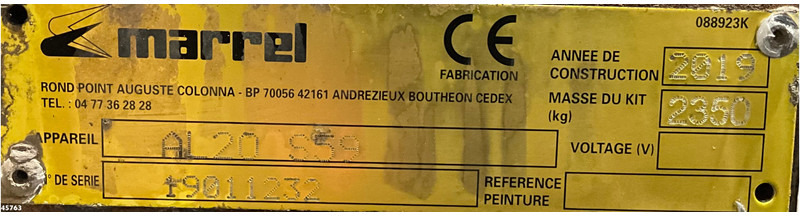 088923K
marrel
CE
FABRICATION
ROND POINT AUGUSTE COLONNA - BP 70056 42161 ANDREZIEUX BOUTHEON CEDEX
TEL. : 04 77 36 28 28
ANNEE DE
CONSTRUCTION 2019
MASSE DU KIT
(kg) 2350
APPAREIL AL20 S59
VOLTAGE (V)
N° DE SERIE 19011232
REFERENCE
PEINTURE
45763